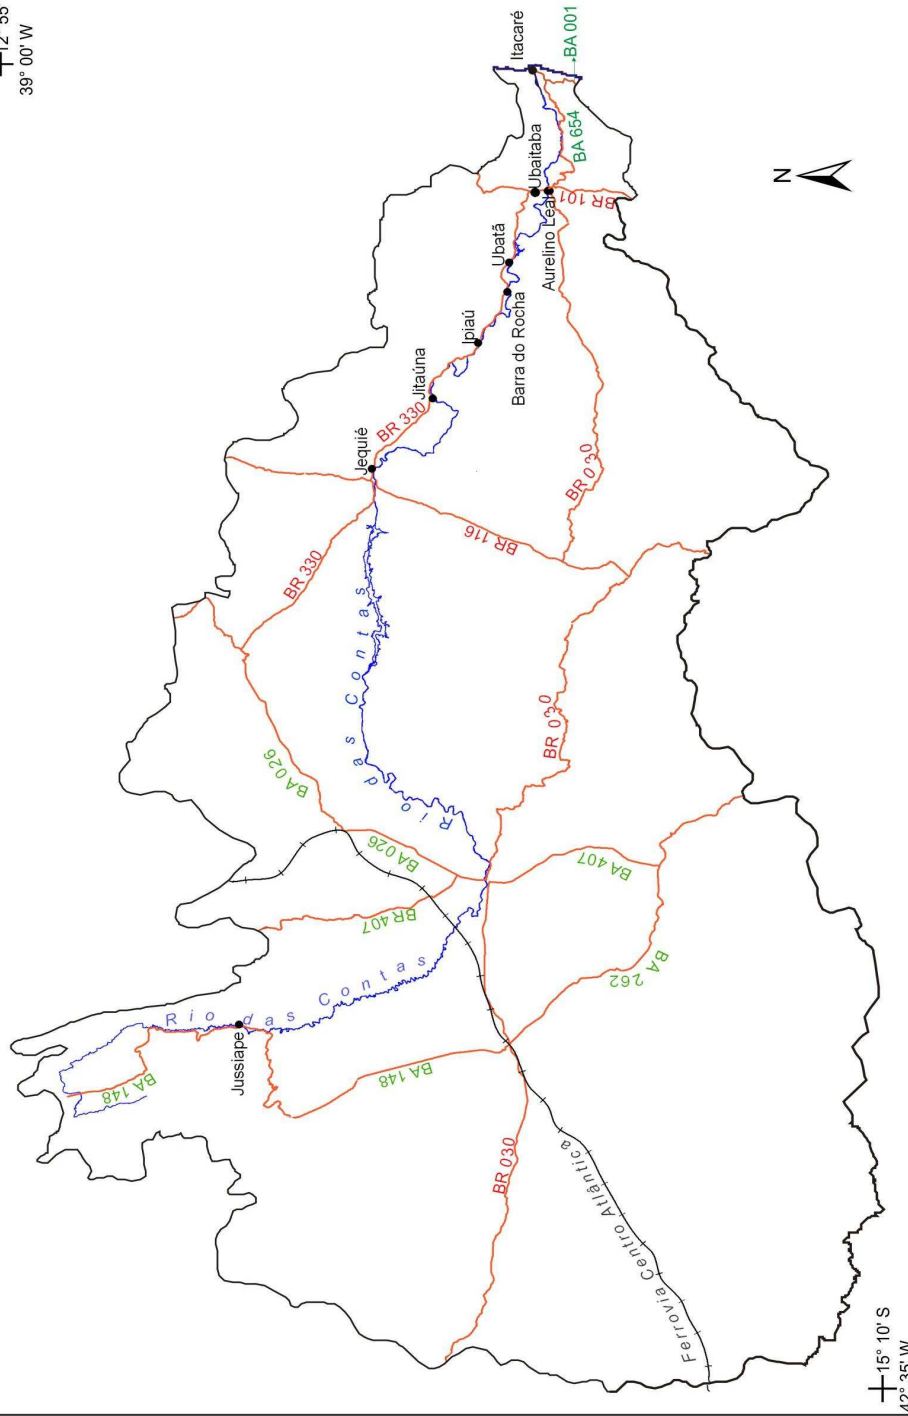 12° 55'
39° 00' W
BA 148
Rio das Contas
Jussiape
BA 148
BR 407
BA 026
BA 026
BR 330
Jequié
BR 330
Jitaúna
Ipiaú
Barra do Rocha
Ubatã
Aurelino Leal
Ubaitaba
BR 101
BA 654
Itacaré
BA 001
Rio das Contas
BR 116
BR 030
BR 030
BR 030
BA 407
BA 262
Ferrovia Centro Atlântica
N
15° 10' S
42° 35' W